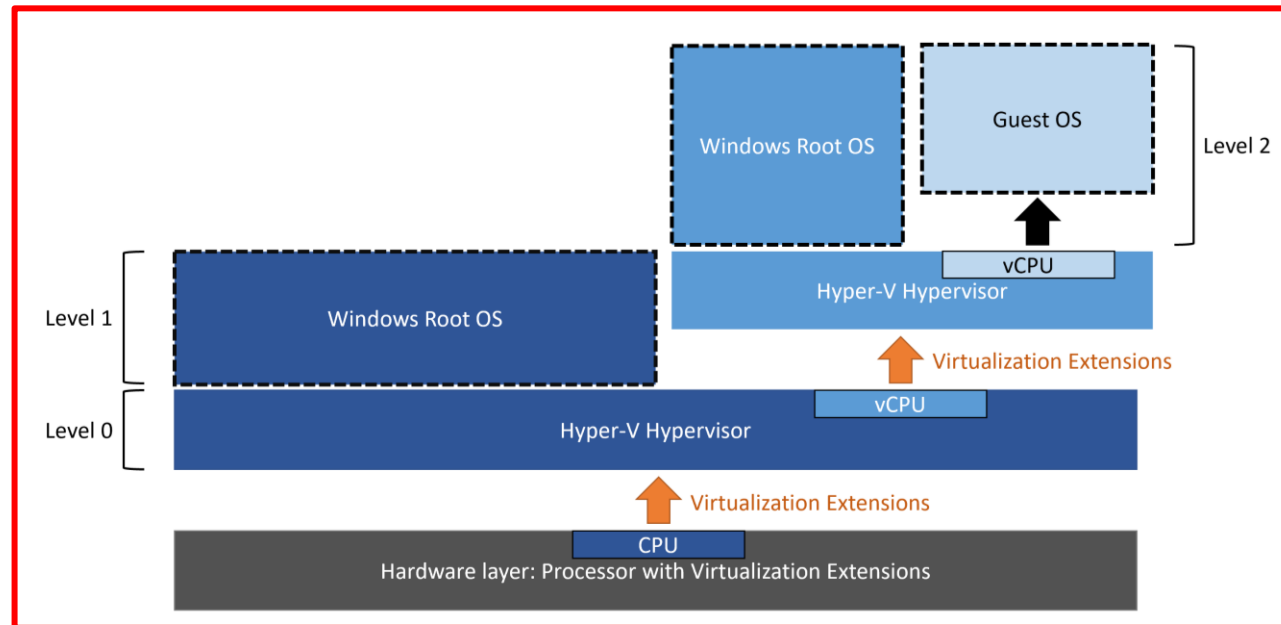 Windows Root OS
Guest OS
Level 2
vCPU
Hyper-V Hypervisor
Level 1
Windows Root OS
Virtualization Extensions
vCPU
Level 0
Hyper-V Hypervisor
Virtualization Extensions
CPU
Hardware layer: Processor with Virtualization Extensions